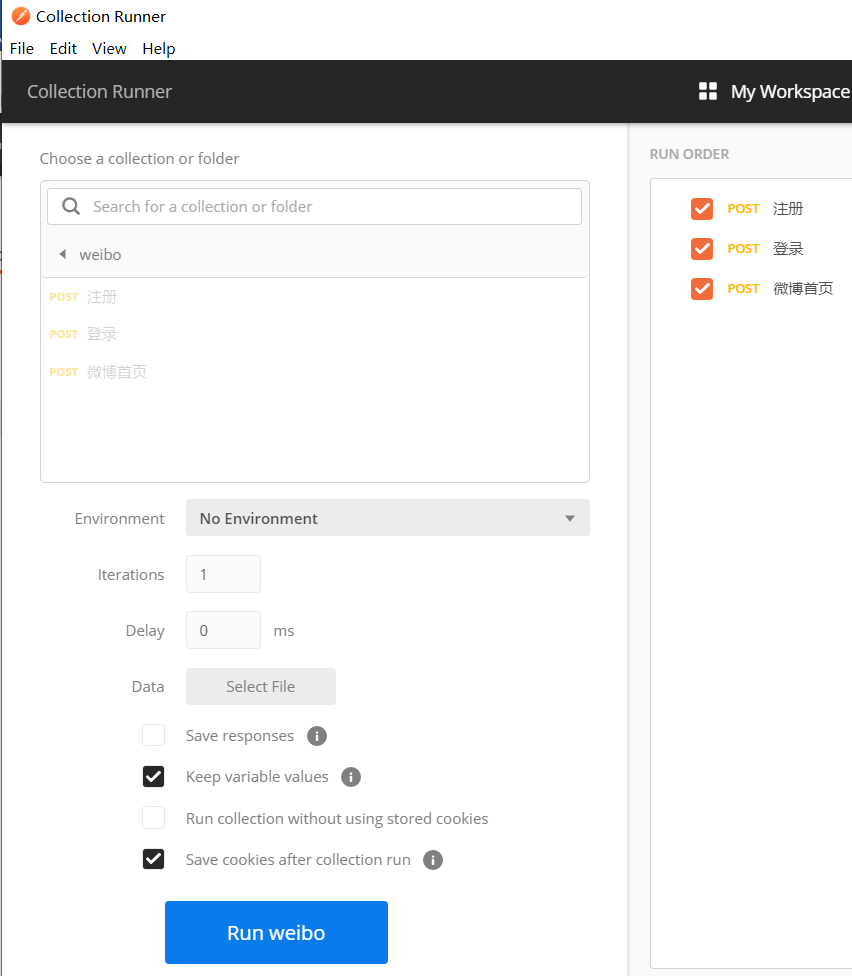 Collection Runner
File Edit View Help
Collection Runner
My Workspace
Choose a collection or folder
Search for a collection or folder
weibo
POST 注册
POST 登录
POST 微博首页
Environment No Environment
Iterations 1
Delay 0 ms
Data Select File
Save responses
Keep variable values
Run collection without using stored cookies
Save cookies after collection run
Run weibo
RUN ORDER
POST 注册
POST 登录
POST 微博首页